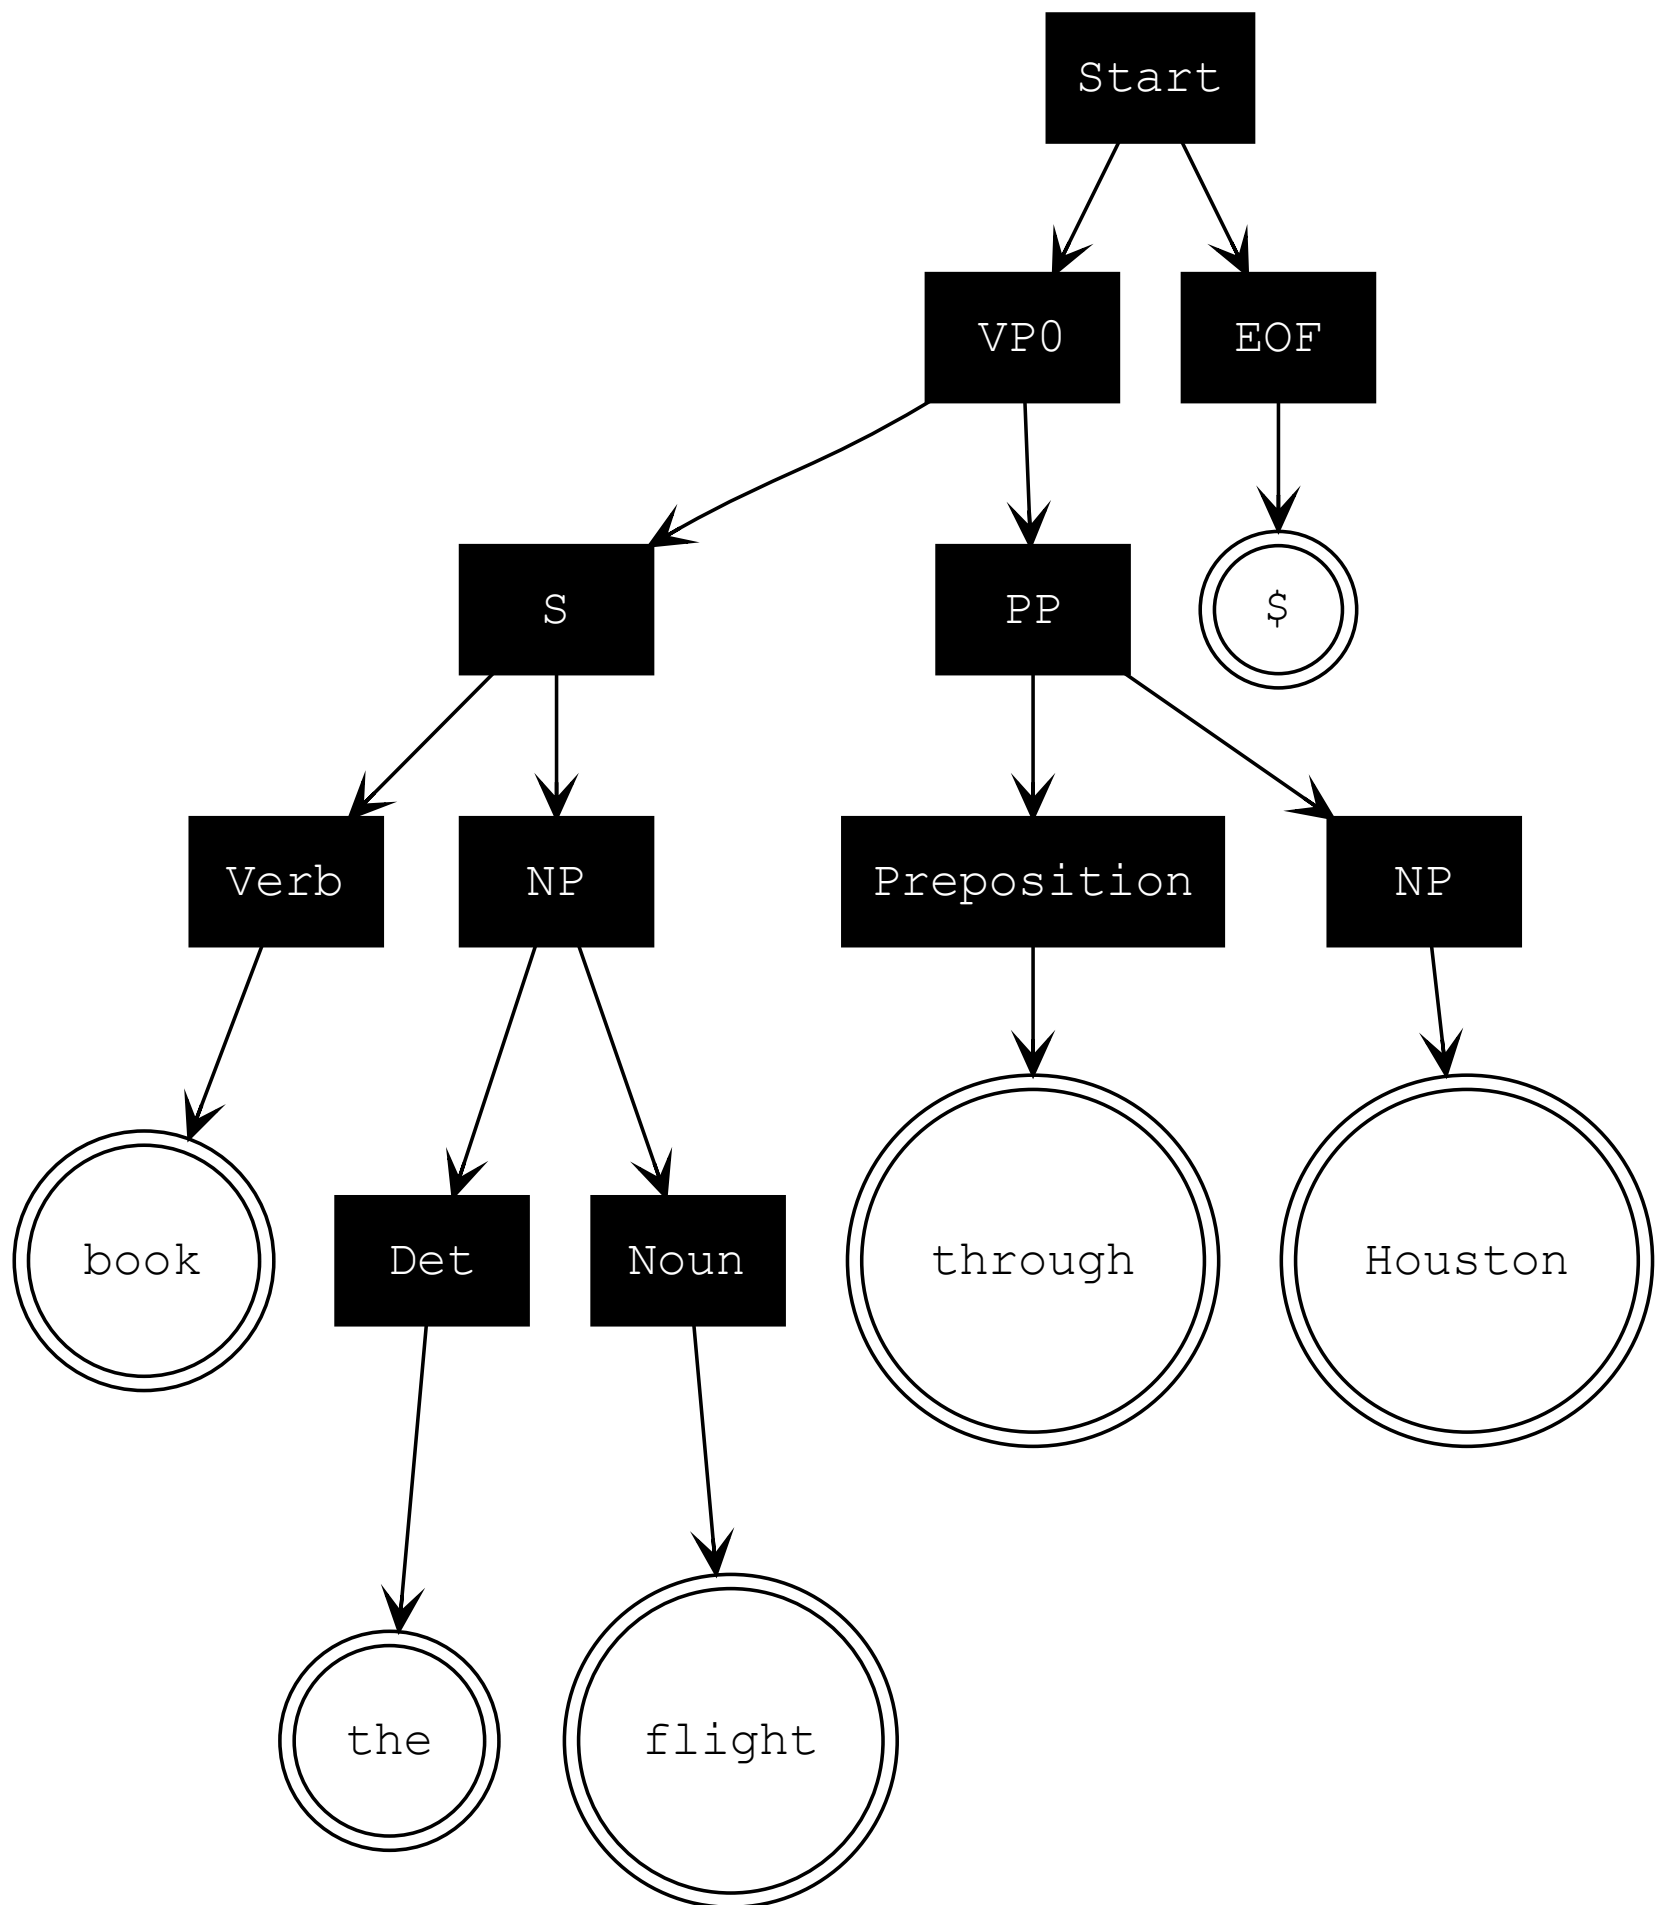 Start
VP0 EOF
S PP $
Verb NP Preposition NP
book Det Noun through Houston
the flight